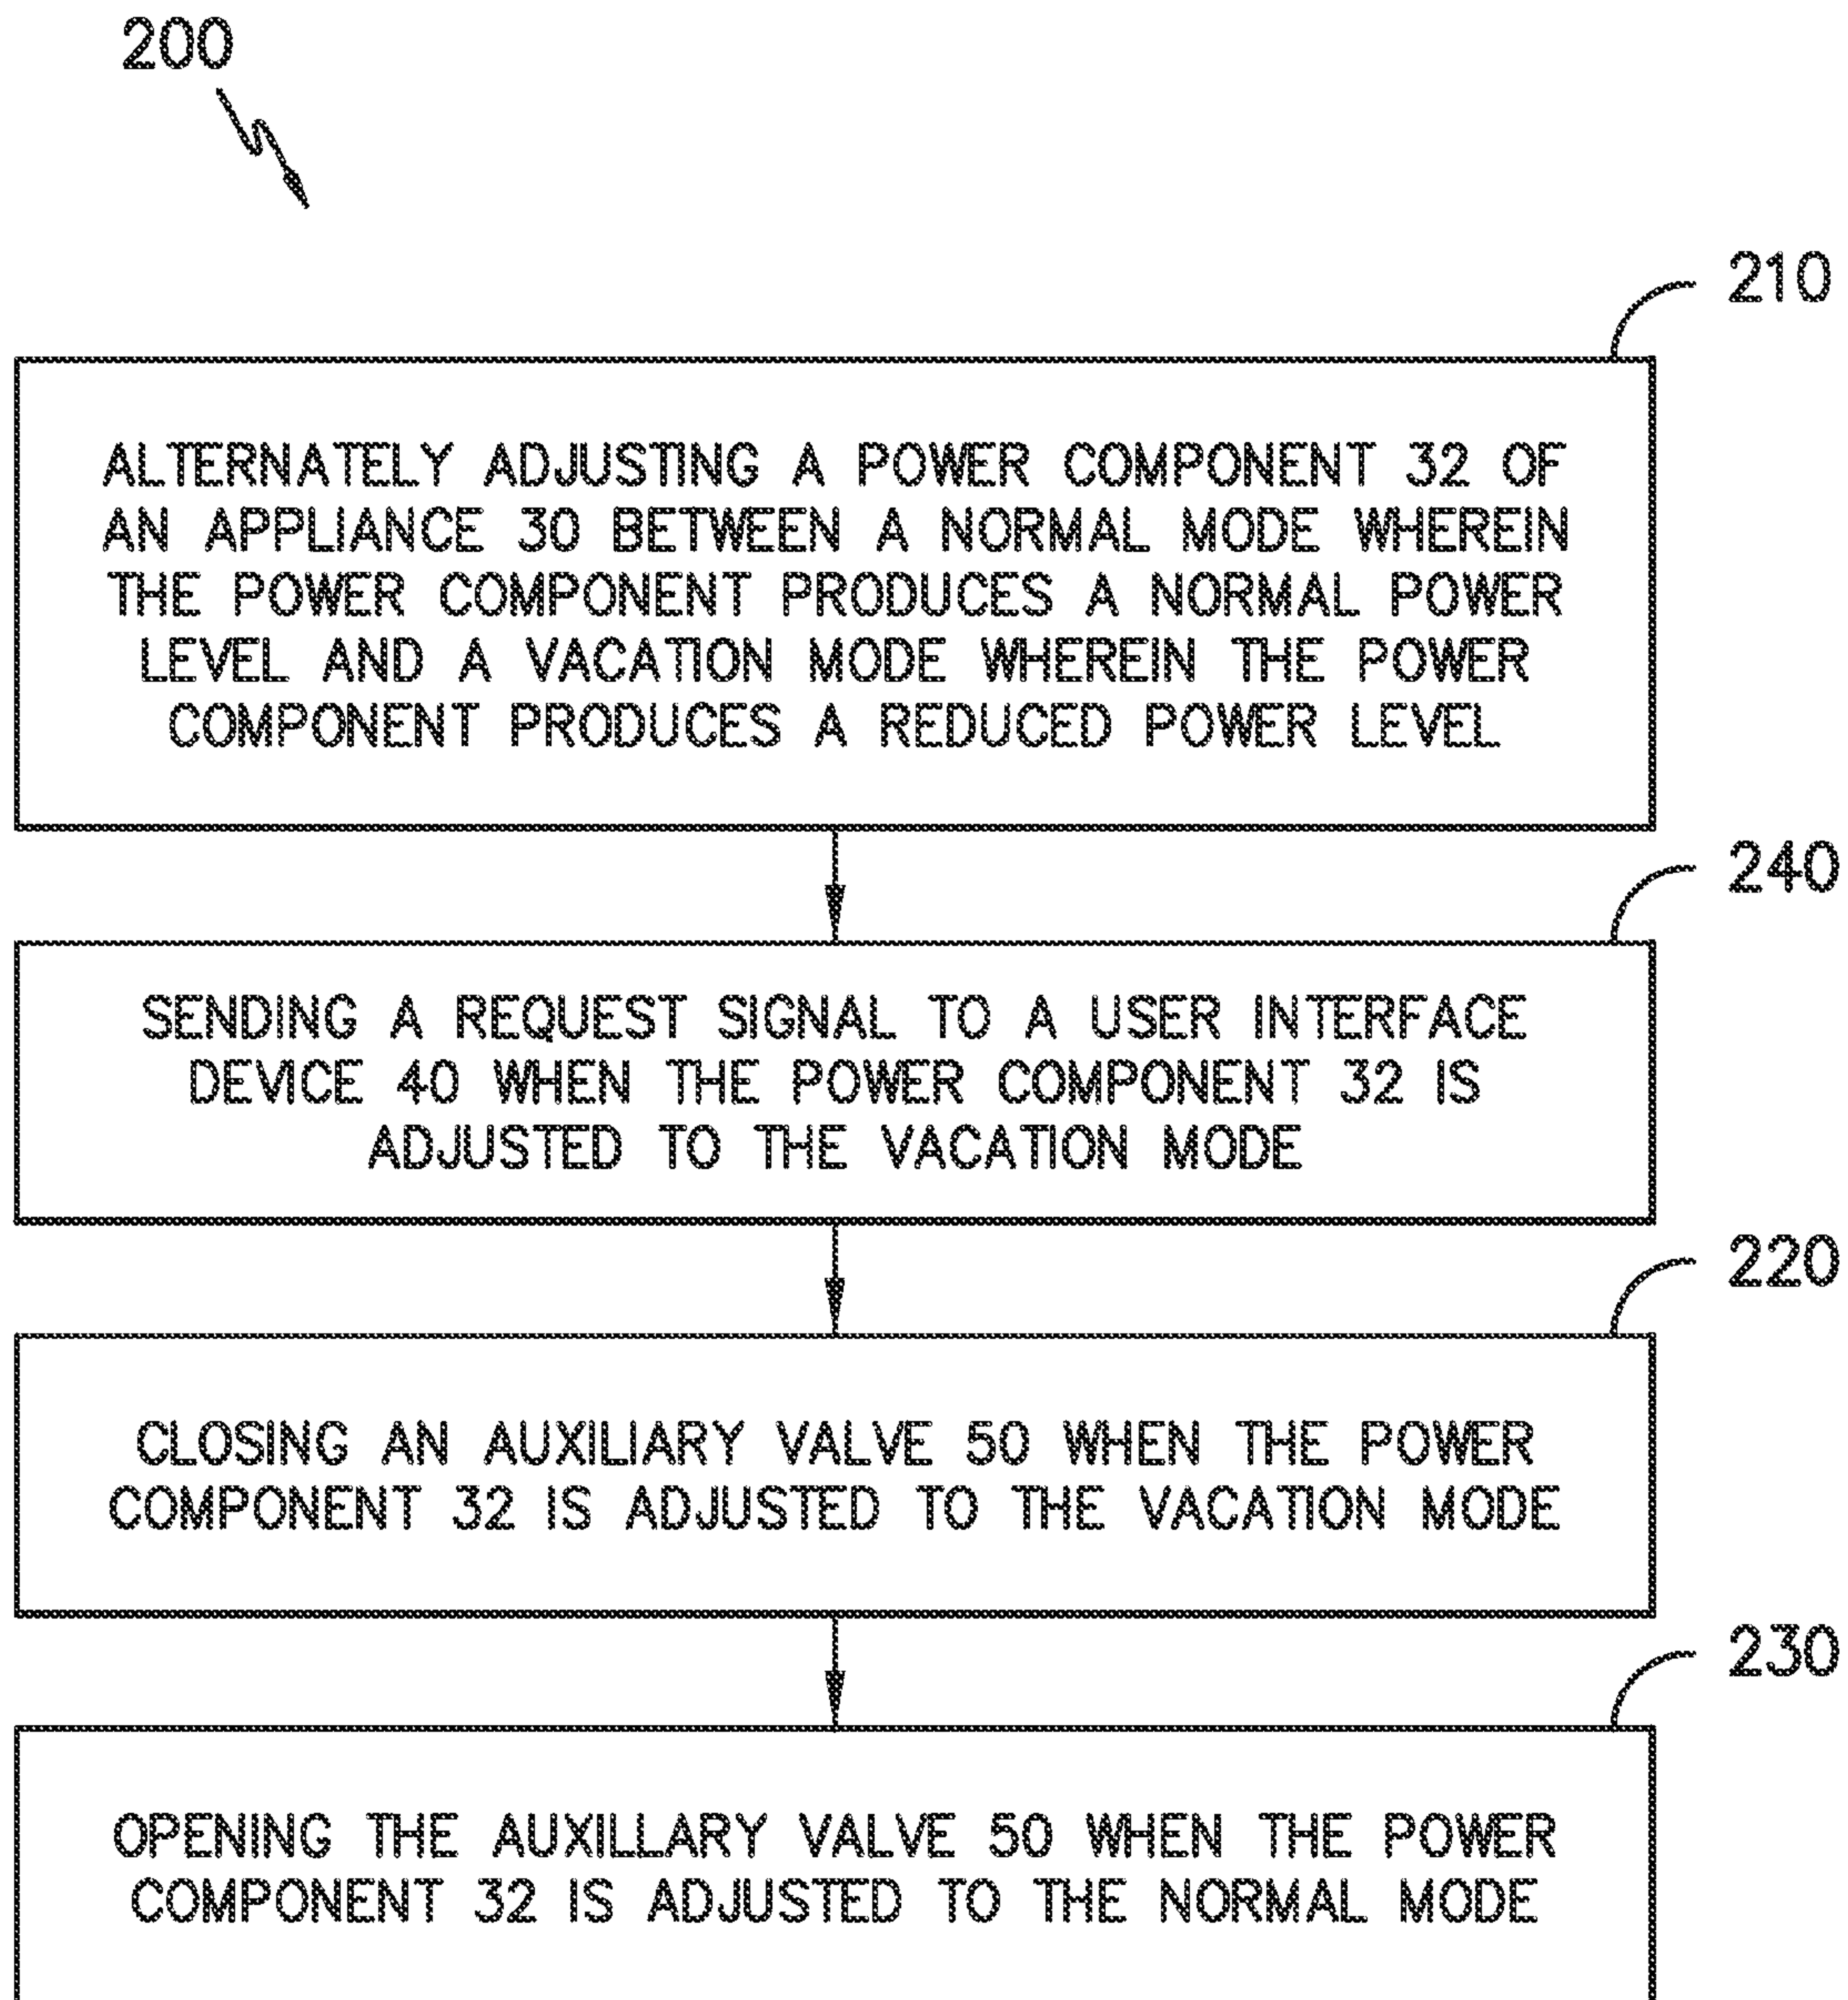 200
210
ALTERNATELY ADJUSTING A POWER COMPONENT 32 OF
AN APPLIANCE 30 BETWEEN A NORMAL MODE WHEREIN
THE POWER COMPONENT PRODUCES A NORMAL POWER
LEVEL AND A VACATION MODE WHEREIN THE POWER
COMPONENT PRODUCES A REDUCED POWER LEVEL
240
SENDING A REQUEST SIGNAL TO A USER INTERFACE
DEVICE 40 WHEN THE POWER COMPONENT 32 IS
ADJUSTED TO THE VACATION MODE
220
CLOSING AN AUXILIARY VALVE 50 WHEN THE POWER
COMPONENT 32 IS ADJUSTED TO THE VACATION MODE
230
OPENING THE AUXILLARY VALVE 50 WHEN THE POWER
COMPONENT 32 IS ADJUSTED TO THE NORMAL MODE